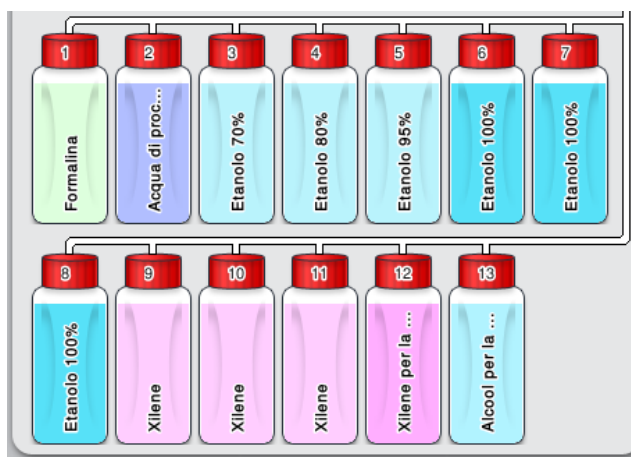 1
2
3
4
5
6
7
Formalina
Acqua di proc...
Etanolo 70%
Etanolo 80%
Etanolo 95%
Etanolo 100%
Etanolo 100%
8
9
10
11
12
13
Etanolo 100%
Xilene
Xilene
Xilene
Xilene per la ...
Alcool per la ...